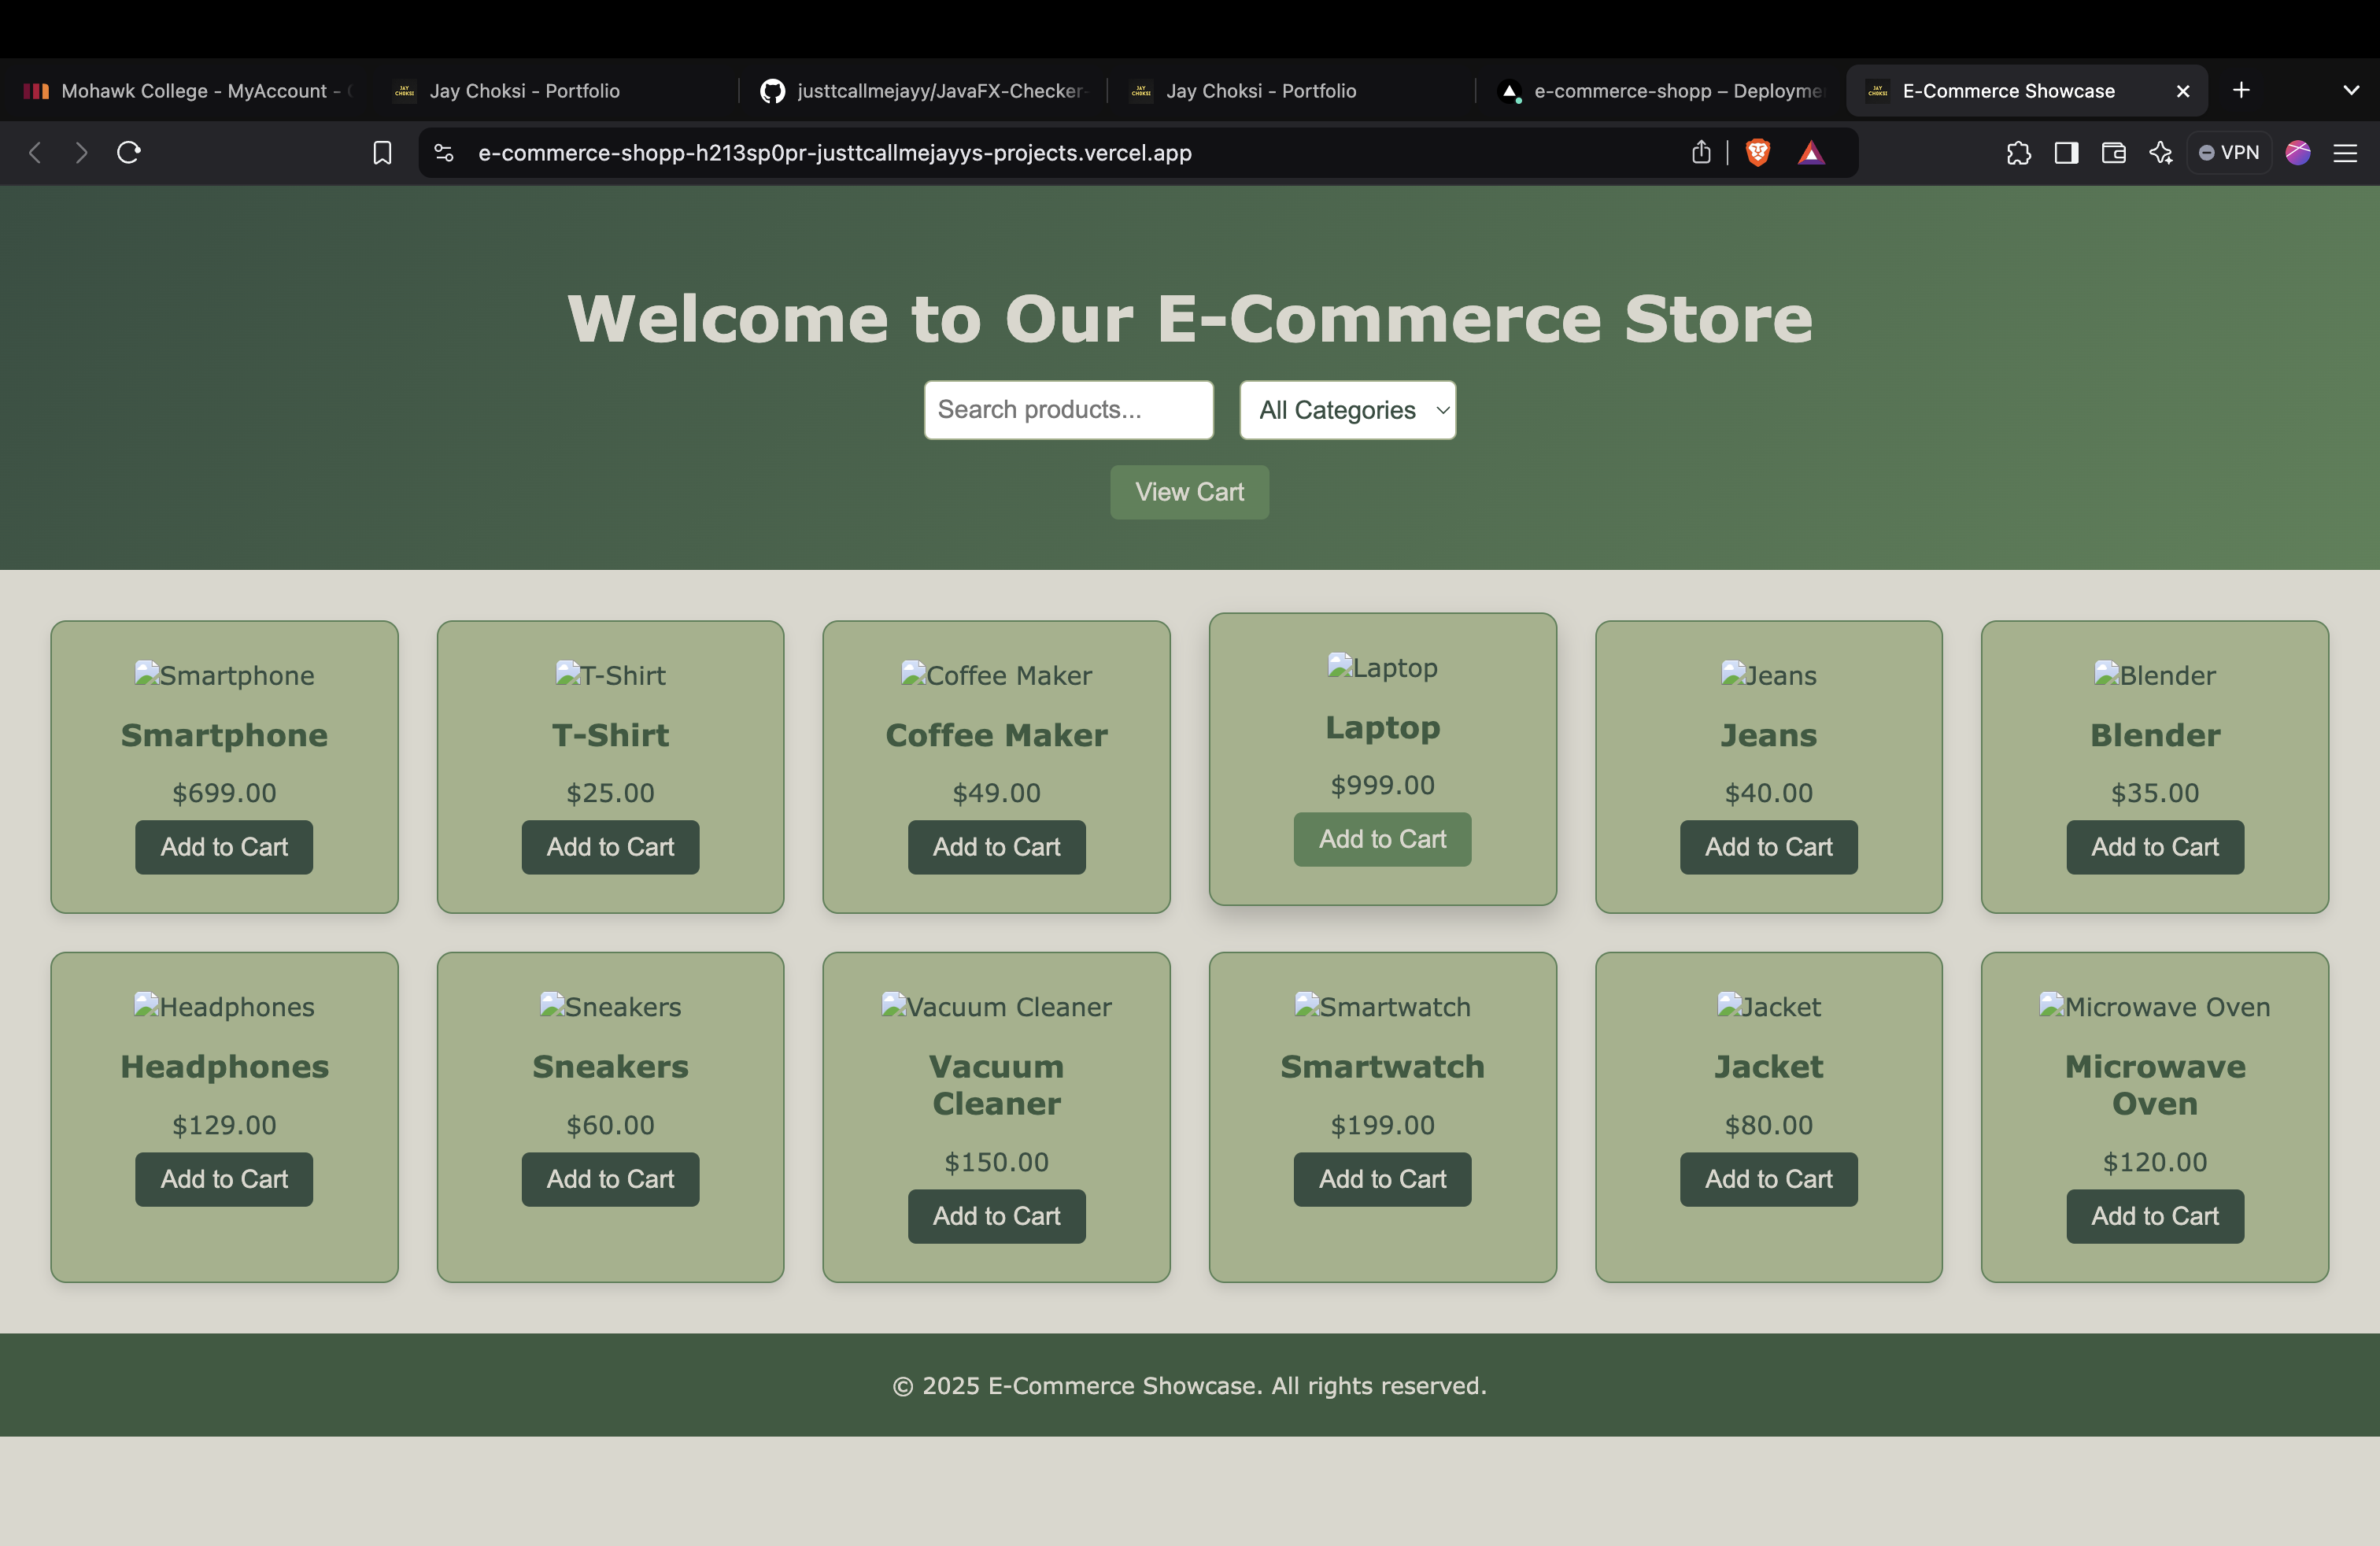 Mohawk College - MyAccount -
Jay Choksi - Portfolio
justtcallmejayy/JavaFX-Checker-
Jay Choksi - Portfolio
e-commerce-shopp – Deployme
E-Commerce Showcase
e-commerce-shopp-h213sp0pr-justtcallmejayys-projects.vercel.app
VPN
Welcome to Our E-Commerce Store
Search products...
All Categories
View Cart
Smartphone
Smartphone
$699.00
Add to Cart
T-Shirt
T-Shirt
$25.00
Add to Cart
Coffee Maker
Coffee Maker
$49.00
Add to Cart
Laptop
Laptop
$999.00
Add to Cart
Jeans
Jeans
$40.00
Add to Cart
Blender
Blender
$35.00
Add to Cart
Headphones
Headphones
$129.00
Add to Cart
Sneakers
Sneakers
$60.00
Add to Cart
Vacuum Cleaner
Vacuum
Cleaner
$150.00
Add to Cart
Smartwatch
Smartwatch
$199.00
Add to Cart
Jacket
Jacket
$80.00
Add to Cart
Microwave Oven
Microwave
Oven
$120.00
Add to Cart
© 2025 E-Commerce Showcase. All rights reserved.